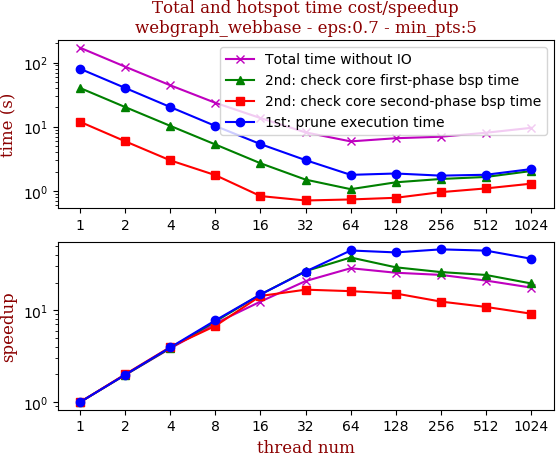 Total and hotspot time cost/speedup
webgraph_webbase - eps:0.7 - min_pts:5
time (s)
10²
10¹
10⁰
Total time without IO
2nd: check core first-phase bsp time
2nd: check core second-phase bsp time
1st: prune execution time
1 2 4 8 16 32 64 128 256 512 1024
speedup
10¹
10⁰
1 2 4 8 16 32 64 128 256 512 1024
thread num